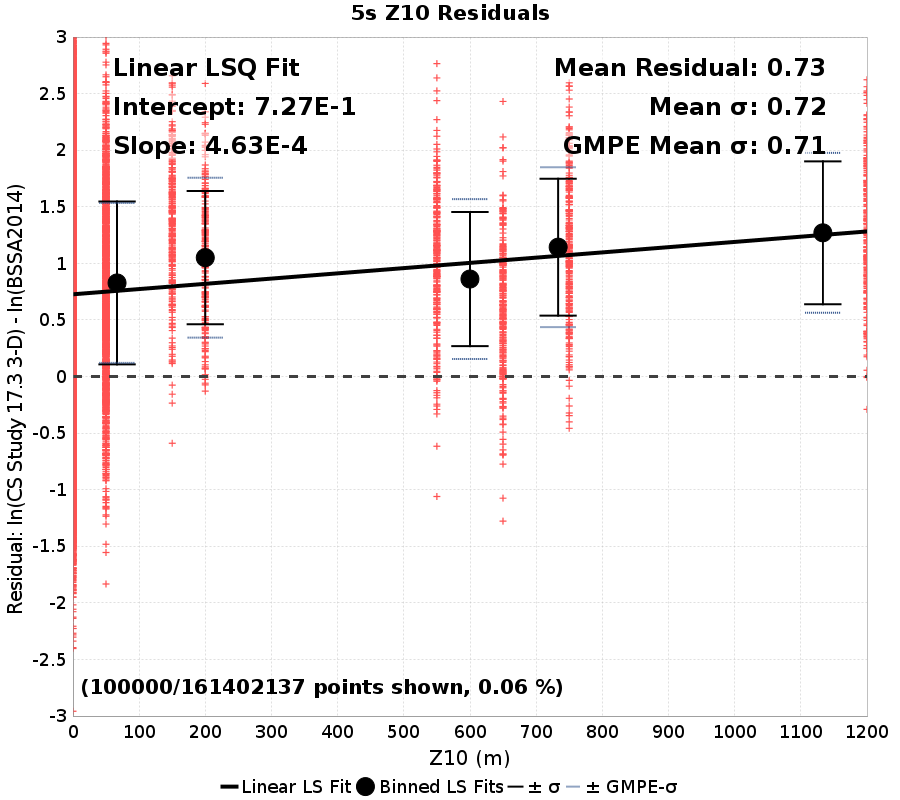 5s Z10 Residuals
Linear LSQ Fit
Intercept: 7.27E-1
Slope: 4.63E-4
Mean Residual: 0.73
Mean σ: 0.72
GMPE Mean σ: 0.71
Residual: ln(CS Study 17.3 3-D) - ln(BSSA2014)
3
2.5
2
1.5
1
0.5
0
-0.5
-1
-1.5
-2
-2.5
-3
(100000/161402137 points shown, 0.06 %)
0 100 200 300 400 500 600 700 800 900 1000 1100 1200
Z10 (m)
Linear LS Fit Binned LS Fits ± σ ± GMPE-σ